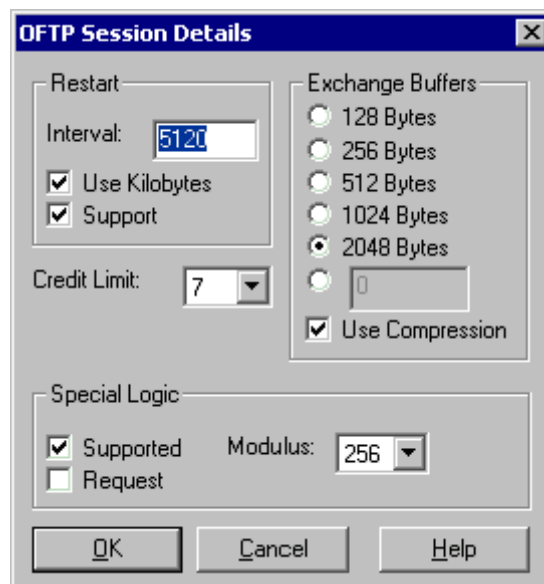 OFTP Session Details
Restart
Interval: 5120
Use Kilobytes
Support
Credit Limit: 7
Exchange Buffers
128 Bytes
256 Bytes
512 Bytes
1024 Bytes
2048 Bytes
0
Use Compression
Special Logic
Supported
Request
Modulus: 256
OK
Cancel
Help